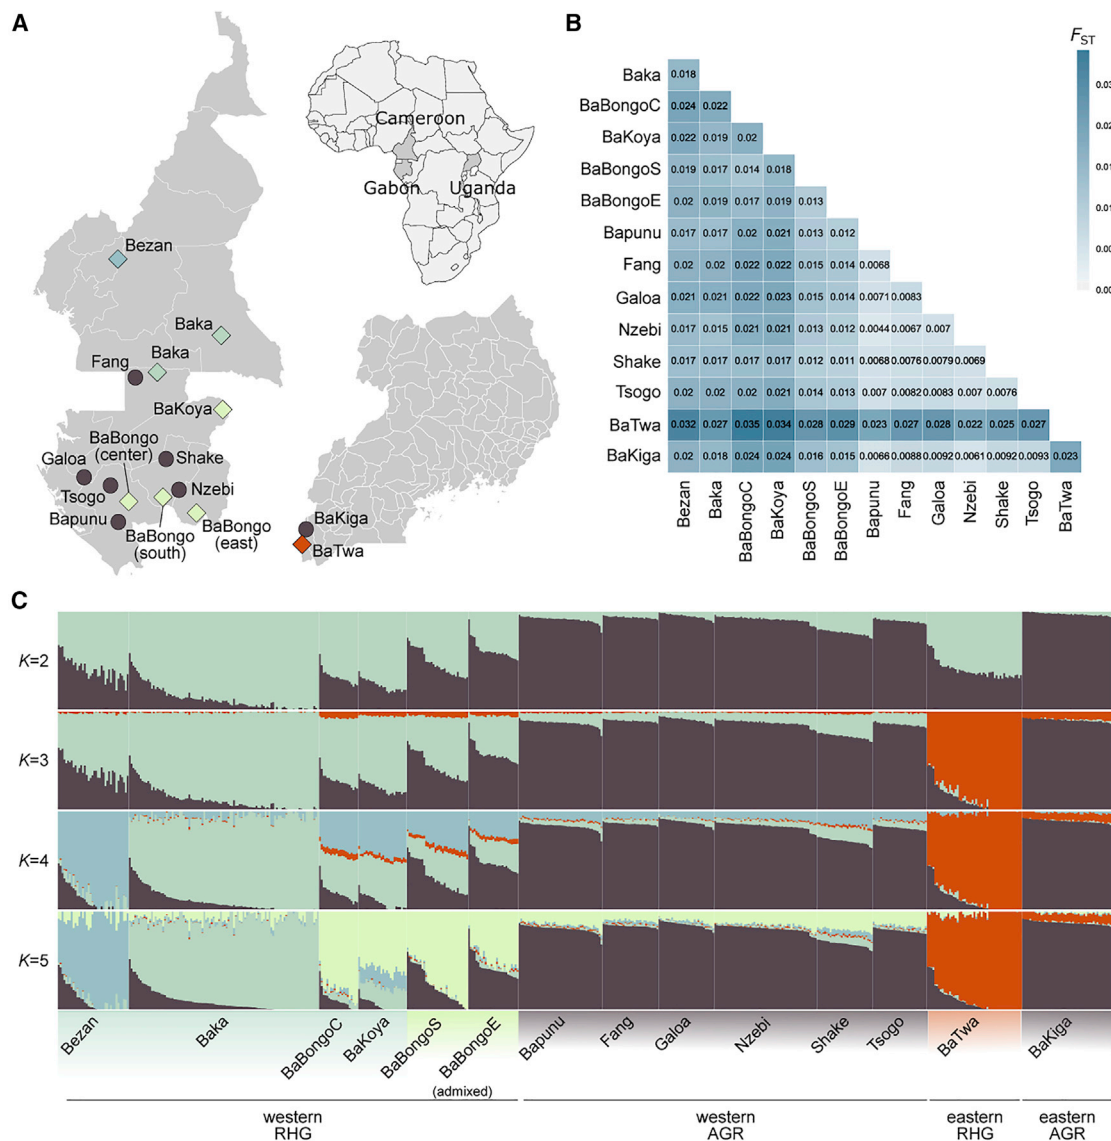 A
Cameroon
Gabon
Uganda
Bezan
Baka
Baka
Fang
BaKoya
BaBongo
(center)
Galoa
Shake
Tsogo
Nzebi
Bapunu
BaBongo
(south)
BaBongo
(east)
BaKiga
BaTwa
B
FST
Baka 0.018
BaBongoC 0.024 0.022
BaKoya 0.022 0.019 0.02
BaBongoS 0.019 0.017 0.014 0.018
BaBongoE 0.02 0.019 0.017 0.019 0.013
Bapunu 0.017 0.017 0.02 0.021 0.013 0.012
Fang 0.02 0.02 0.022 0.022 0.015 0.014 0.0068
Galoa 0.021 0.021 0.022 0.023 0.015 0.014 0.0071 0.0083
Nzebi 0.017 0.015 0.021 0.021 0.013 0.012 0.0044 0.0067 0.007
Shake 0.017 0.017 0.017 0.017 0.012 0.011 0.0068 0.0076 0.0079 0.0069
Tsogo 0.02 0.02 0.02 0.021 0.014 0.013 0.007 0.0082 0.0083 0.007 0.0076
BaTwa 0.032 0.027 0.035 0.034 0.028 0.029 0.023 0.027 0.028 0.022 0.025 0.027
BaKiga 0.02 0.018 0.024 0.024 0.016 0.015 0.0066 0.0088 0.0092 0.0061 0.0092 0.0093 0.023
Bezan Baka BaBongoC BaKoya BaBongoS BaBongoE Bapunu Fang Galoa Nzebi Shake Tsogo BaTwa
C
K=2
K=3
K=4
K=5
Bezan Baka BaBongoC BaKoya BaBongoS BaBongoE Bapunu Fang Galoa Nzebi Shake Tsogo BaTwa BaKiga
(admixed)
western
RHG
western
AGR
eastern
RHG
eastern
AGR